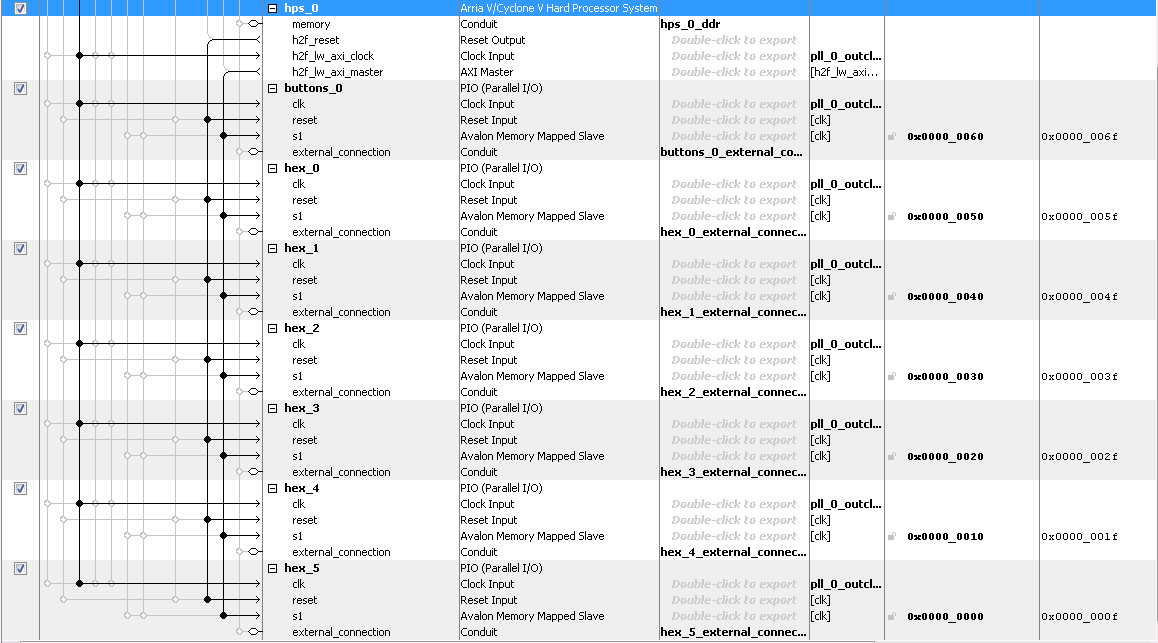 hps_0 Arria V/Cyclone V Hard Processor System
memory Conduit hps_0_ddr
h2f_reset Reset Output Double-click to export
h2f_lw_axi_clock Clock Input Double-click to export pll_0_outcl...
h2f_lw_axi_master AXI Master Double-click to export [h2f_lw_axi...
buttons_0 PIO (Parallel I/O)
clk Clock Input Double-click to export pll_0_outcl...
reset Reset Input Double-click to export [clk]
s1 Avalon Memory Mapped Slave Double-click to export [clk] 0x0000_0060 0x0000_006f
external_connection Conduit buttons_0_external_co...
hex_0 PIO (Parallel I/O)
clk Clock Input Double-click to export pll_0_outcl...
reset Reset Input Double-click to export [clk]
s1 Avalon Memory Mapped Slave Double-click to export [clk] 0x0000_0050 0x0000_005f
external_connection Conduit hex_0_external_connec...
hex_1 PIO (Parallel I/O)
clk Clock Input Double-click to export pll_0_outcl...
reset Reset Input Double-click to export [clk]
s1 Avalon Memory Mapped Slave Double-click to export [clk] 0x0000_0040 0x0000_004f
external_connection Conduit hex_1_external_connec...
hex_2 PIO (Parallel I/O)
clk Clock Input Double-click to export pll_0_outcl...
reset Reset Input Double-click to export [clk]
s1 Avalon Memory Mapped Slave Double-click to export [clk] 0x0000_0030 0x0000_003f
external_connection Conduit hex_2_external_connec...
hex_3 PIO (Parallel I/O)
clk Clock Input Double-click to export pll_0_outcl...
reset Reset Input Double-click to export [clk]
s1 Avalon Memory Mapped Slave Double-click to export [clk] 0x0000_0020 0x0000_002f
external_connection Conduit hex_3_external_connec...
hex_4 PIO (Parallel I/O)
clk Clock Input Double-click to export pll_0_outcl...
reset Reset Input Double-click to export [clk]
s1 Avalon Memory Mapped Slave Double-click to export [clk] 0x0000_0010 0x0000_001f
external_connection Conduit hex_4_external_connec...
hex_5 PIO (Parallel I/O)
clk Clock Input Double-click to export pll_0_outcl...
reset Reset Input Double-click to export [clk]
s1 Avalon Memory Mapped Slave Double-click to export [clk] 0x0000_0000 0x0000_000f
external_connection Conduit hex_5_external_connec...